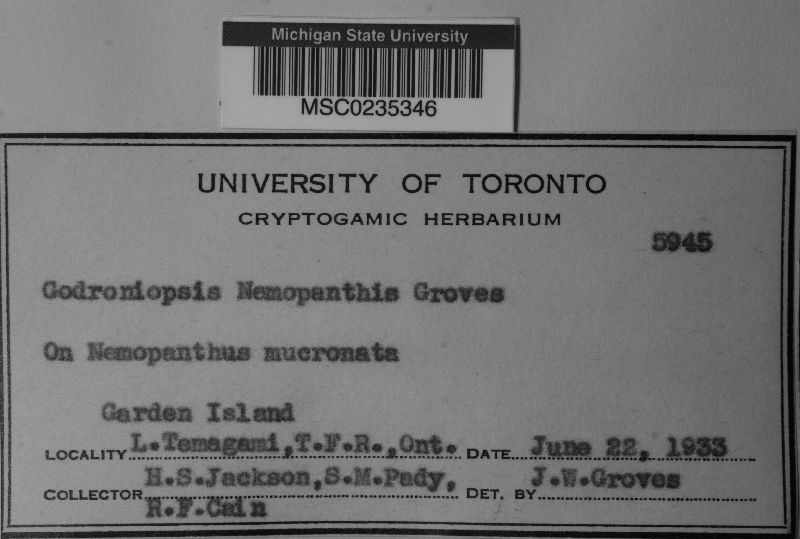 Michigan State University
MSC0235346
UNIVERSITY OF TORONTO
CRYPTOGAMIC HERBARIUM
5945
Godroniopsis Nemopanthis Groves
On Nemopanthus mucronata
Garden Island
LOCALITY L.Temagami,T.F.R.,Ont. DATE June 22, 1933
COLLECTOR H.S.Jackson,S.M.Pady, DET. BY J.W.Groves
R.F.Cain